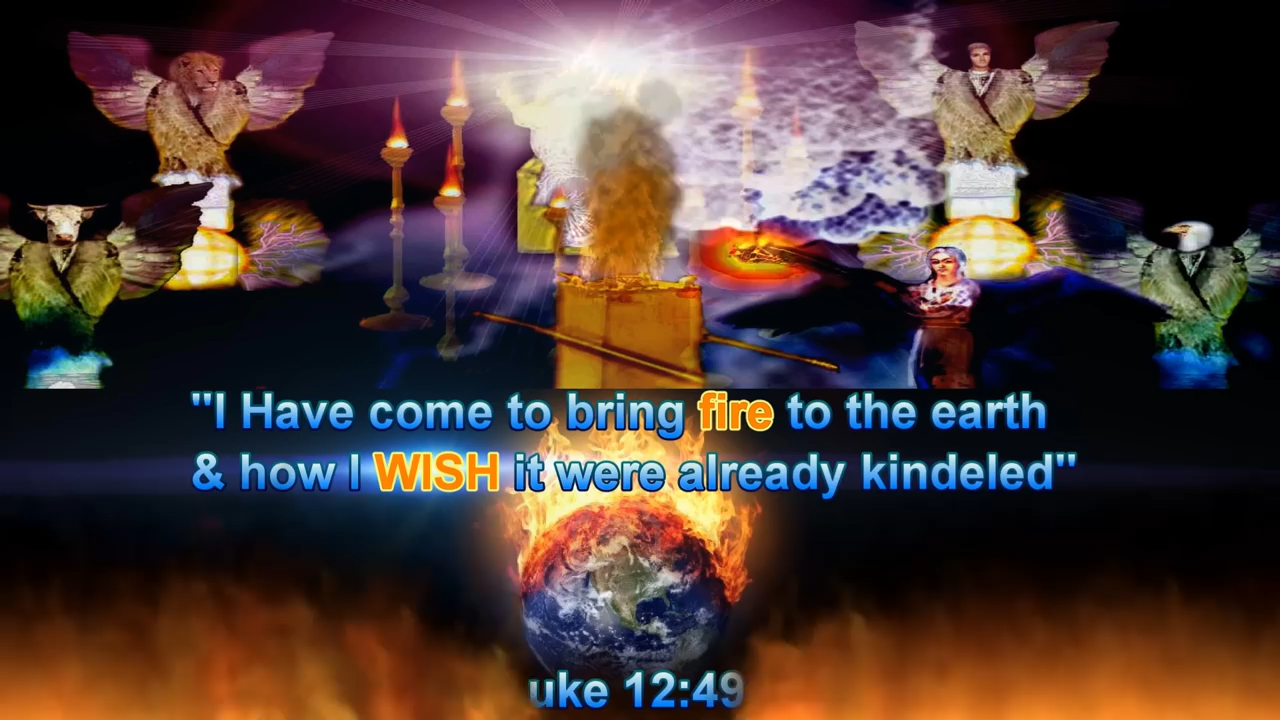 "I Have come to bring fire to the earth
& how I WISH it were already kindeled"
uke 12:49